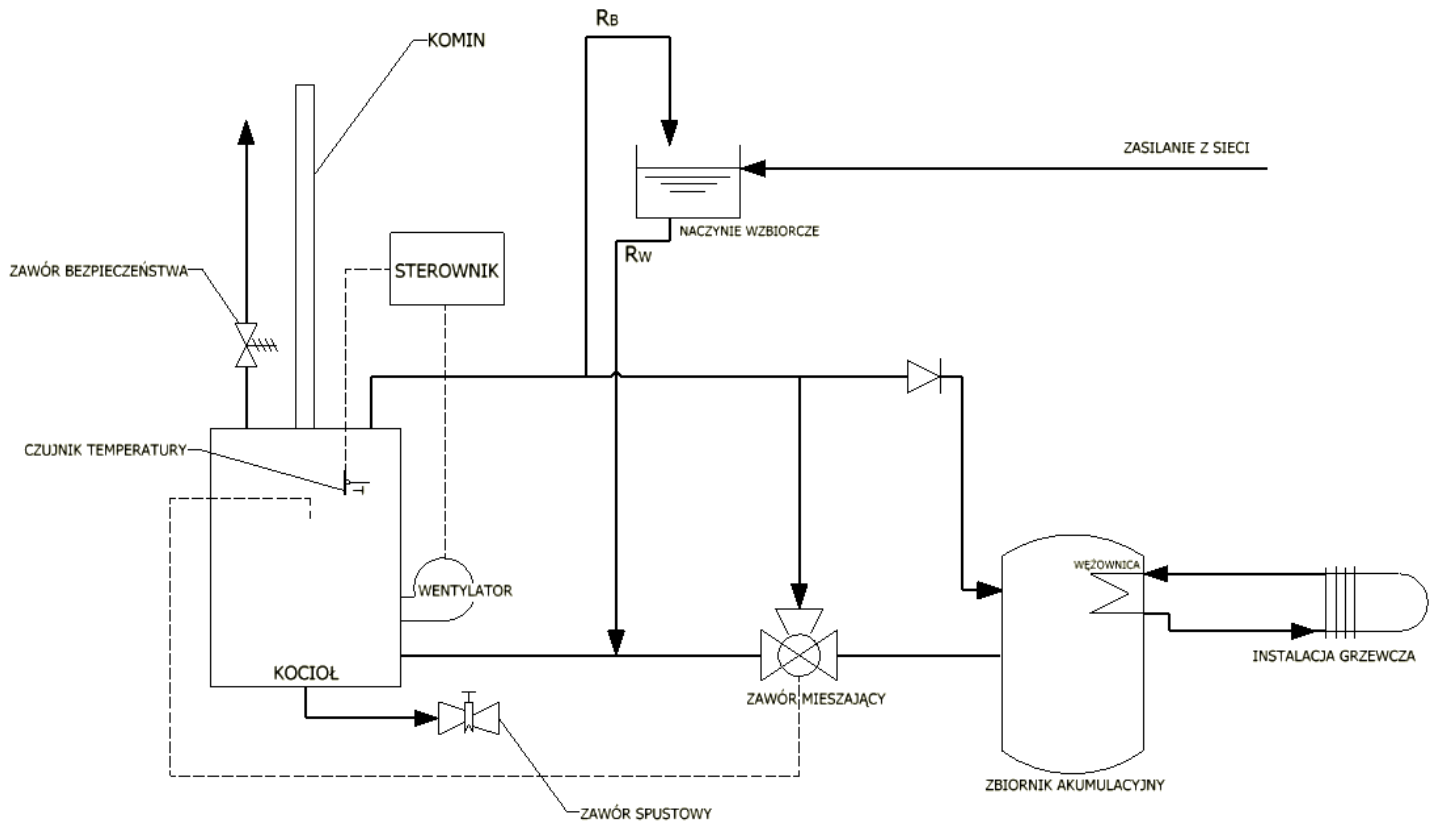 RB
KOMIN
ZASILANIE Z SIECI
NACZYNIE WZBIORCZE
RW
ZAWÓR BEZPIECZEŃSTWA
STEROWNIK
CZUJNIK TEMPERATURY
T
WĘŻOWNICA
WENTYLATOR
INSTALACJA GRZEWCZA
KOCIOŁ
ZAWÓR MIESZAJĄCY
ZBIORNIK AKUMULACYJNY
ZAWÓR SPUSTOWY